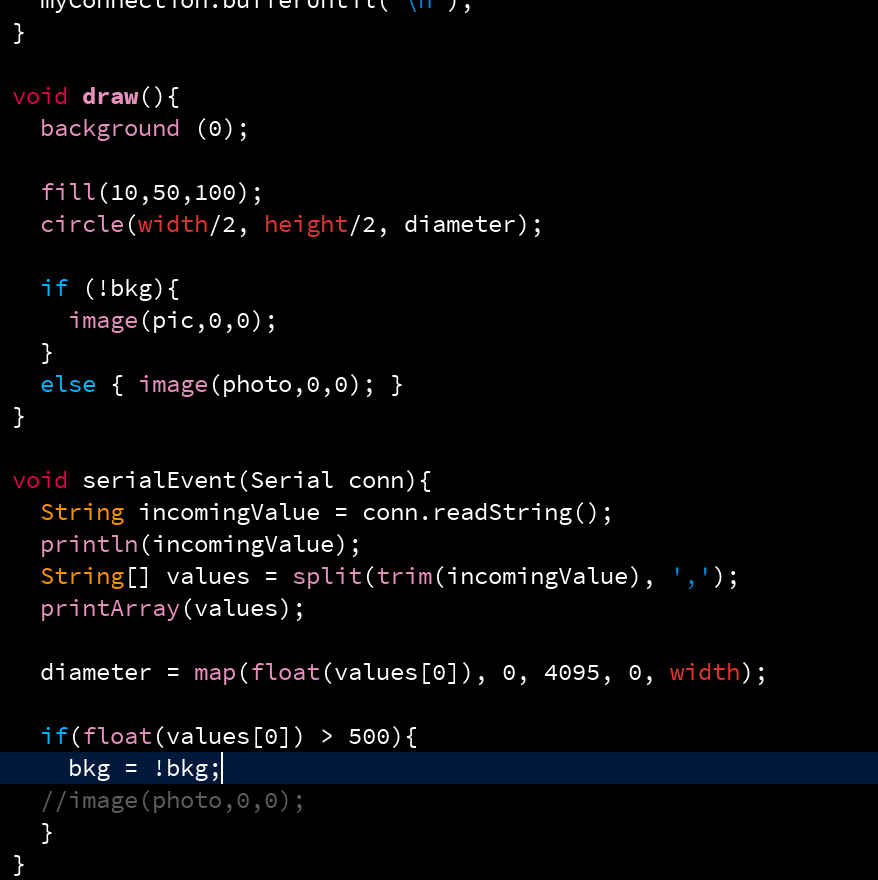 myConnection.bufferUntil('\n');
}
void draw(){
background (0);
fill(10,50,100);
circle(width/2, height/2, diameter);
if (!bkg){
image(pic,0,0);
}
else { image(photo,0,0); }
}
void serialEvent(Serial conn){
String incomingValue = conn.readString();
println(incomingValue);
String[] values = split(trim(incomingValue), ',');
printArray(values);
diameter = map(float(values[0]), 0, 4095, 0, width);
if(float(values[0]) > 500){
bkg = !bkg;
//image(photo,0,0);
}
}